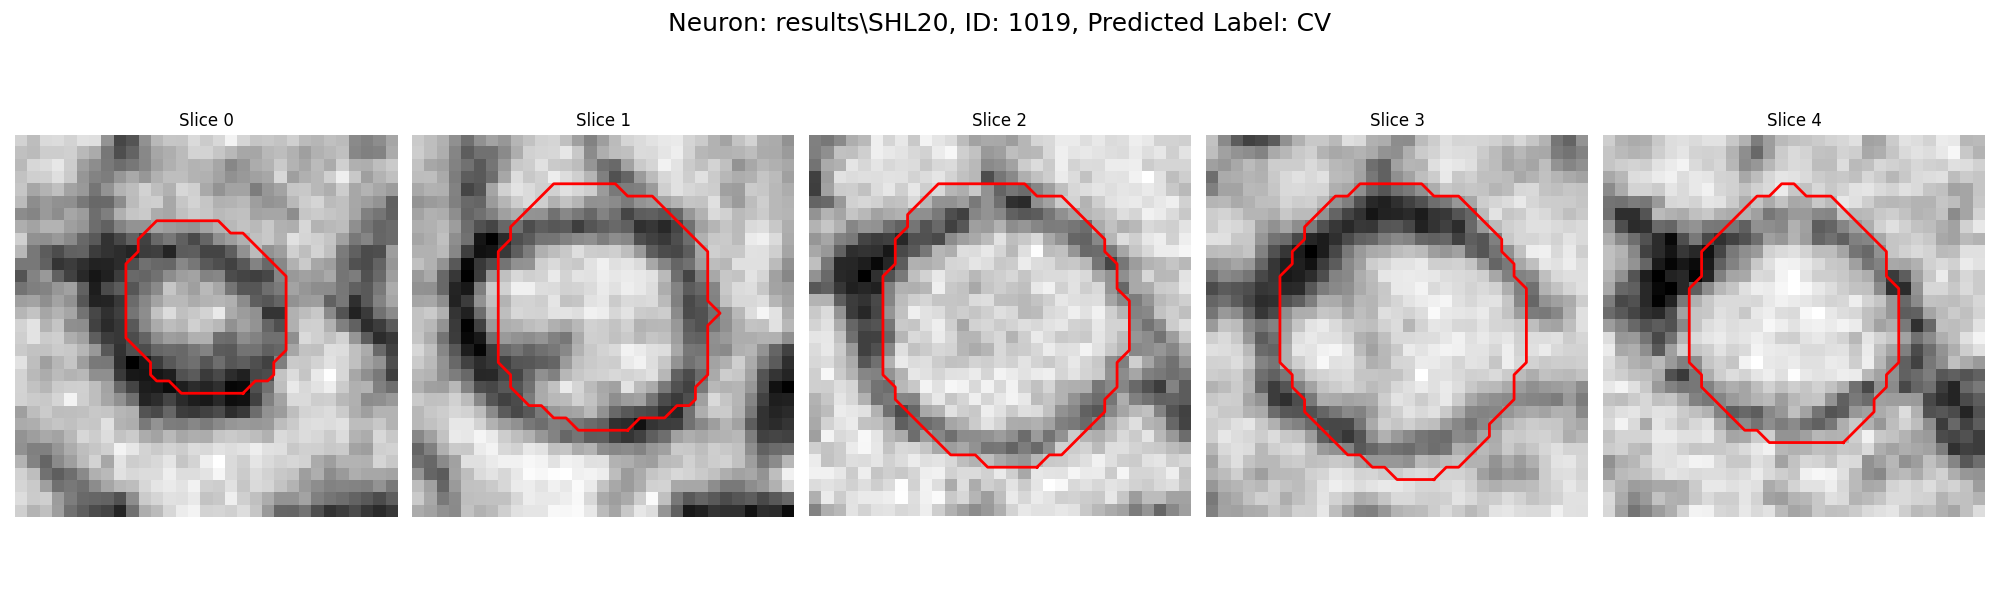 Neuron: results\SHL20, ID: 1019, Predicted Label: CV
Slice 0
Slice 1
Slice 2
Slice 3
Slice 4